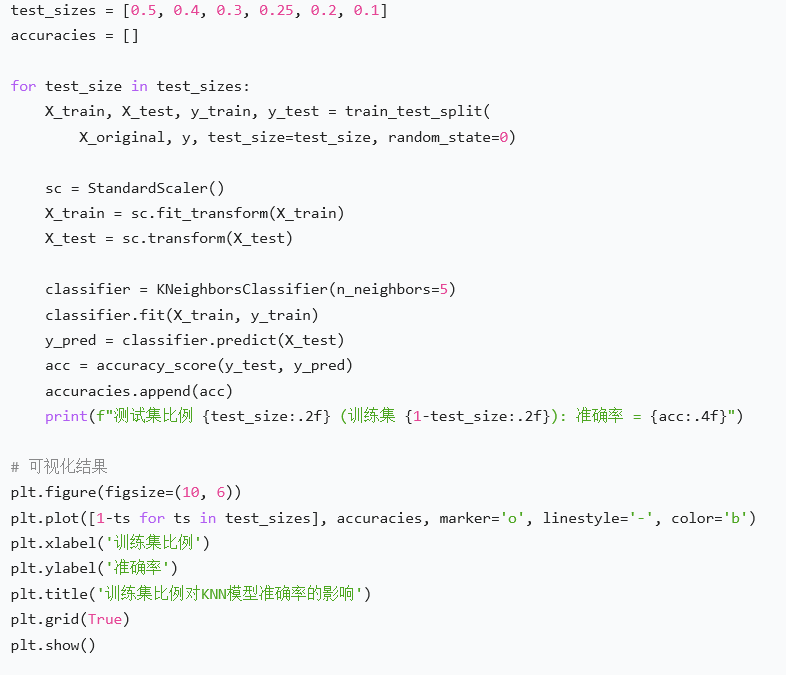 test_sizes = [0.5, 0.4, 0.3, 0.25, 0.2, 0.1]
accuracies = []

for test_size in test_sizes:
    X_train, X_test, y_train, y_test = train_test_split(
        X_original, y, test_size=test_size, random_state=0)

    sc = StandardScaler()
    X_train = sc.fit_transform(X_train)
    X_test = sc.transform(X_test)

    classifier = KNeighborsClassifier(n_neighbors=5)
    classifier.fit(X_train, y_train)
    y_pred = classifier.predict(X_test)
    acc = accuracy_score(y_test, y_pred)
    accuracies.append(acc)
    print(f"测试集比例 {test_size:.2f} (训练集 {1-test_size:.2f}): 准确率 = {acc:.4f}")

# 可视化结果
plt.figure(figsize=(10, 6))
plt.plot([1-ts for ts in test_sizes], accuracies, marker='o', linestyle='-', color='b')
plt.xlabel('训练集比例')
plt.ylabel('准确率')
plt.title('训练集比例对KNN模型准确率的影响')
plt.grid(True)
plt.show()